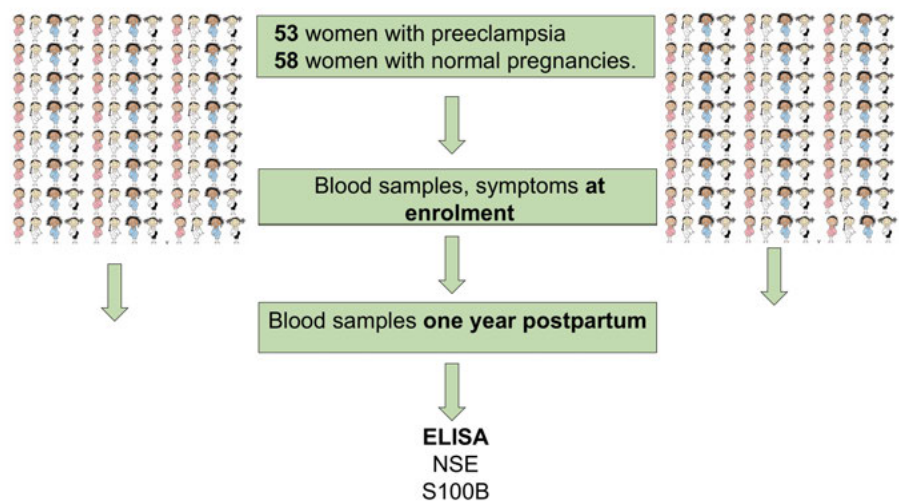 53 women with preeclampsia
58 women with normal pregnancies.
Blood samples, symptoms at
enrolment
Blood samples one year postpartum
ELISA
NSE
S100B